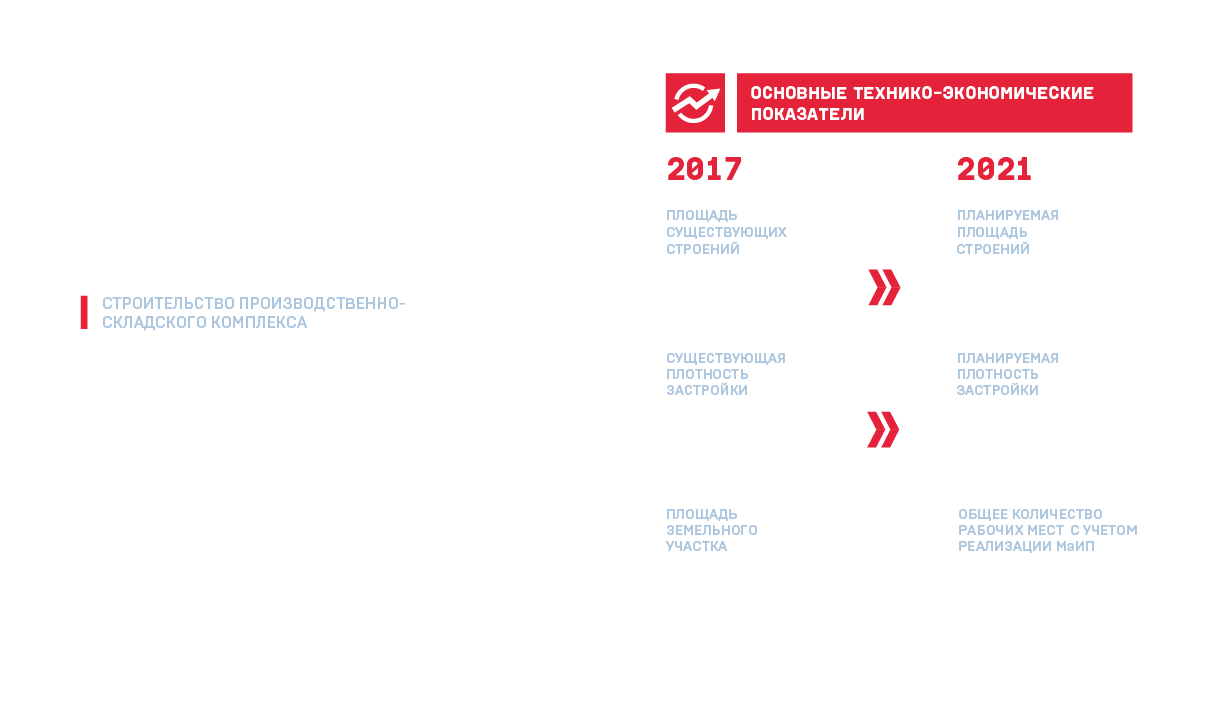 СТРОИТЕЛЬСТВО ПРОИЗВОДСТВЕННО-
СКЛАДСКОГО КОМПЛЕКСА
ОСНОВНЫЕ ТЕХНИКО-ЭКОНОМИЧЕСКИЕ
ПОКАЗАТЕЛИ
2017
2021
ПЛОЩАДЬ
СУЩЕСТВУЮЩИХ
СТРОЕНИЙ
ПЛАНИРУЕМАЯ
ПЛОЩАДЬ
СТРОЕНИЙ
СУЩЕСТВУЮЩАЯ
ПЛОТНОСТЬ
ЗАСТРОЙКИ
ПЛАНИРУЕМАЯ
ПЛОТНОСТЬ
ЗАСТРОЙКИ
ПЛОЩАДЬ
ЗЕМЕЛЬНОГО
УЧАСТКА
ОБЩЕЕ КОЛИЧЕСТВО
РАБОЧИХ МЕСТ С УЧЕТОМ
РЕАЛИЗАЦИИ МаИП